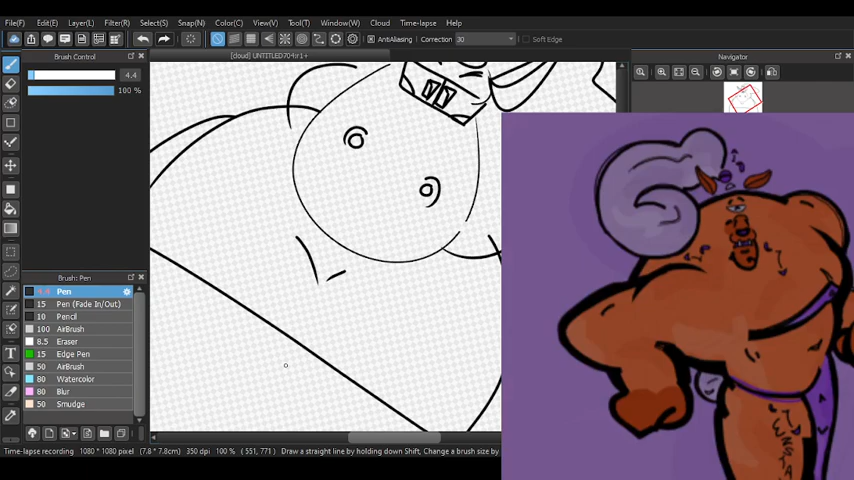 File(F) Edit(E) Layer(L) Filter(R) Select(S) Snap(N) Color(C) View(V) Tool(T) Window(W) Cloud Time-lapse Help
AntiAliasing Correction 30 Soft Edge
Brush Control
[cloud] UNTITLED704r1+
Navigator
4.4
100 %
Brush: Pen
4.4 Pen
15 Pen (Fade In/Out)
10 Pencil
100 AirBrush
8.5 Eraser
15 Edge Pen
50 AirBrush
80 Watercolor
80 Blur
50 Smudge
Time-lapse recording 1080 * 1080 pixel (7.8 * 7.8cm) 350 dpi 100 % ( 551, 771) Draw a straight line by holding down Shift, Change a brush size by